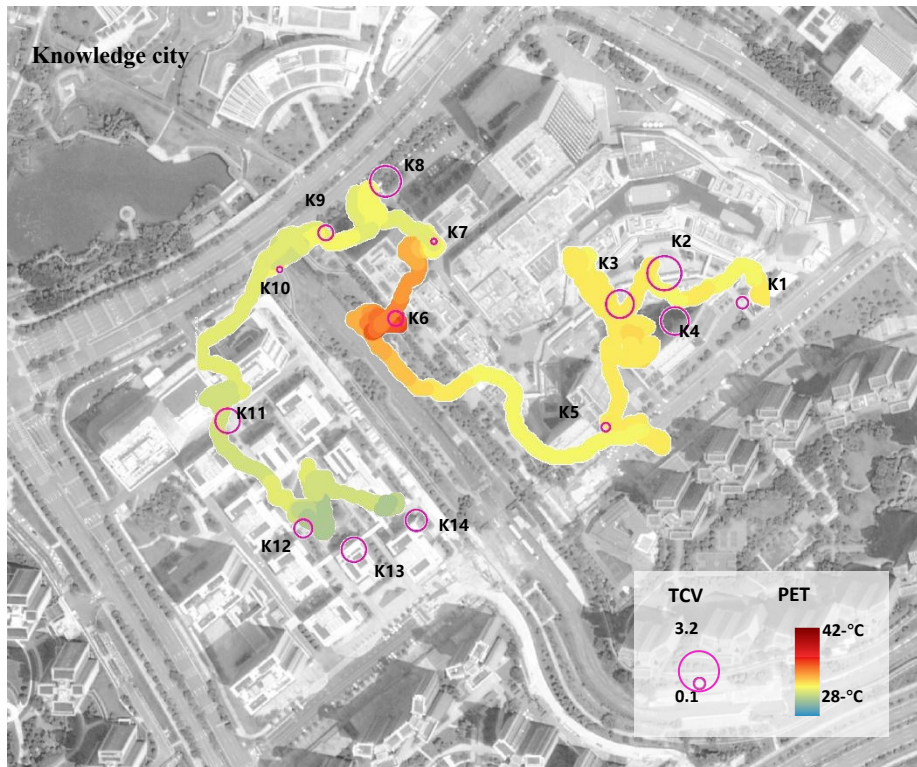 Knowledge city
K8
K9
K7
K2
K3
K1
K10
K6
K4
K5
K11
K14
K12
K13
TCV PET
3.2
42-°C
0.1
28-°C